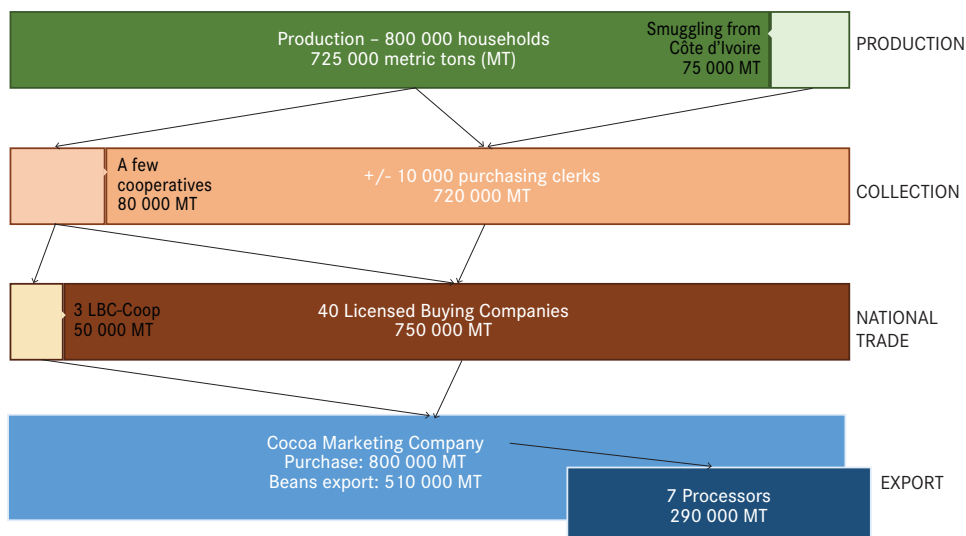 Production – 800 000 households
725 000 metric tons (MT)
Smuggling from
Côte d'Ivoire
75 000 MT
PRODUCTION
A few
cooperatives
80 000 MT
+/- 10 000 purchasing clerks
720 000 MT
COLLECTION
3 LBC-Coop
50 000 MT
40 Licensed Buying Companies
750 000 MT
NATIONAL
TRADE
Cocoa Marketing Company
Purchase: 800 000 MT
Beans export: 510 000 MT
7 Processors
290 000 MT
EXPORT